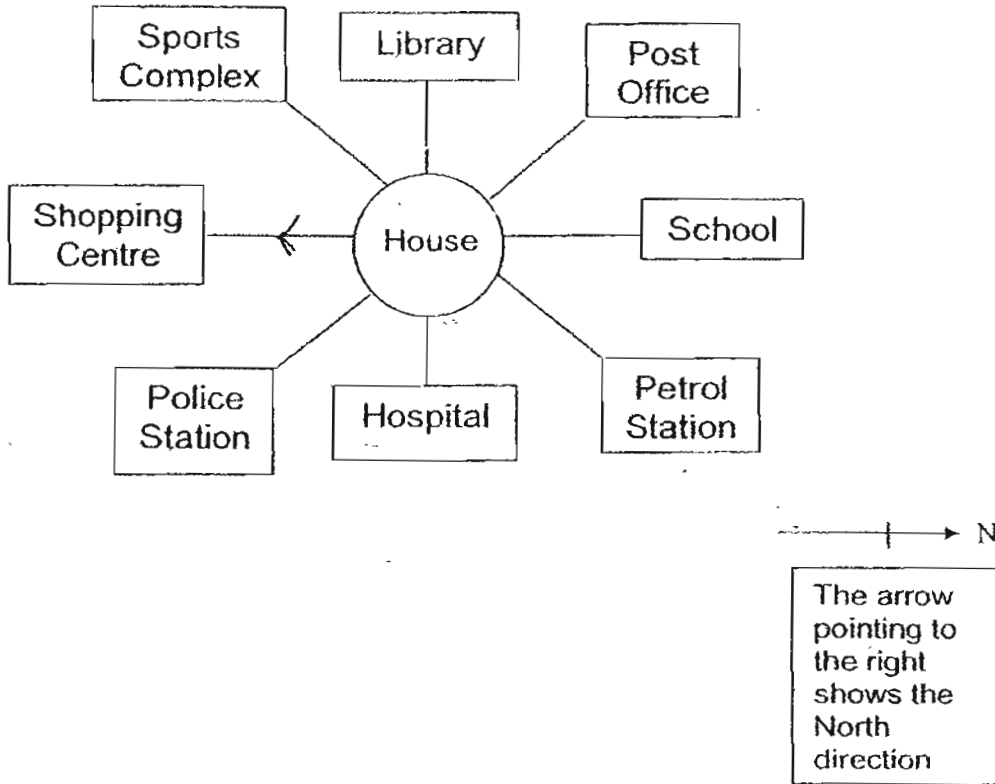 Sports
Complex
Library
Post
Office
Shopping
Centre
House
School
Police
Station
Hospital
Petrol
Station
N
The arrow
pointing to
the right
shows the
North
direction